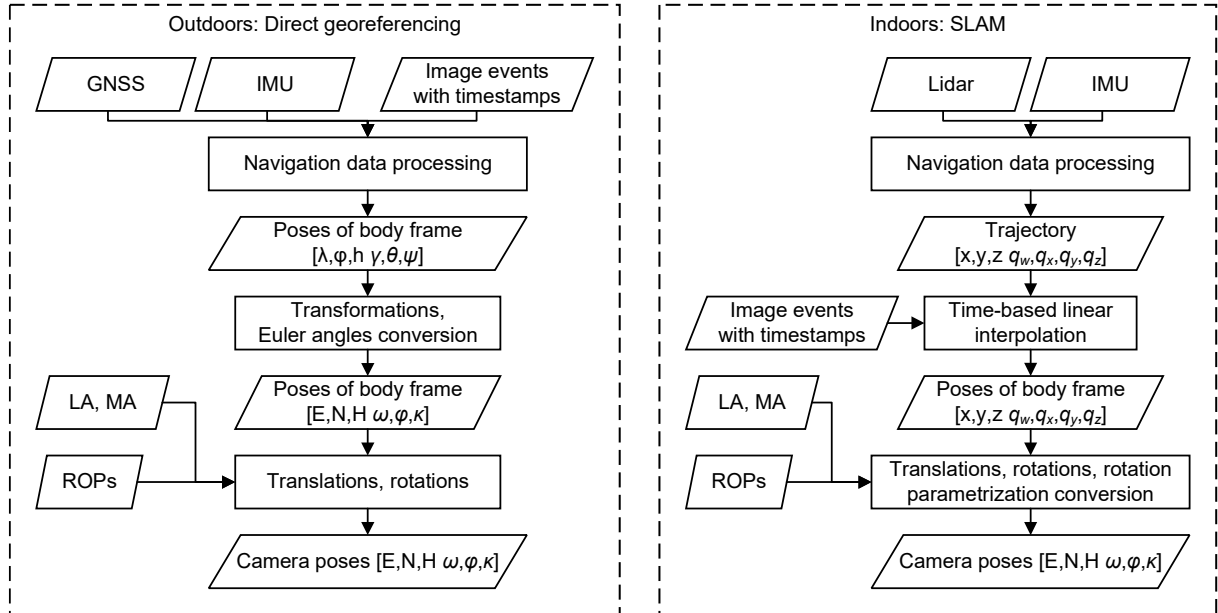 Outdoors: Direct georeferencing
GNSS
IMU
Image events
with timestamps
Navigation data processing
Poses of body frame
[λ,φ,h γ,θ,ψ]
Transformations,
Euler angles conversion
LA, MA
Poses of body frame
[E,N,H ω,φ,κ]
ROPs
Translations, rotations
Camera poses [E,N,H ω,φ,κ]
Indoors: SLAM
Lidar
IMU
Navigation data processing
Trajectory
[x,y,z q_w,q_x,q_y,q_z]
Image events
with timestamps
Time-based linear
interpolation
LA, MA
Poses of body frame
[x,y,z q_w,q_x,q_y,q_z]
ROPs
Translations, rotations, rotation
parametrization conversion
Camera poses [E,N,H ω,φ,κ]